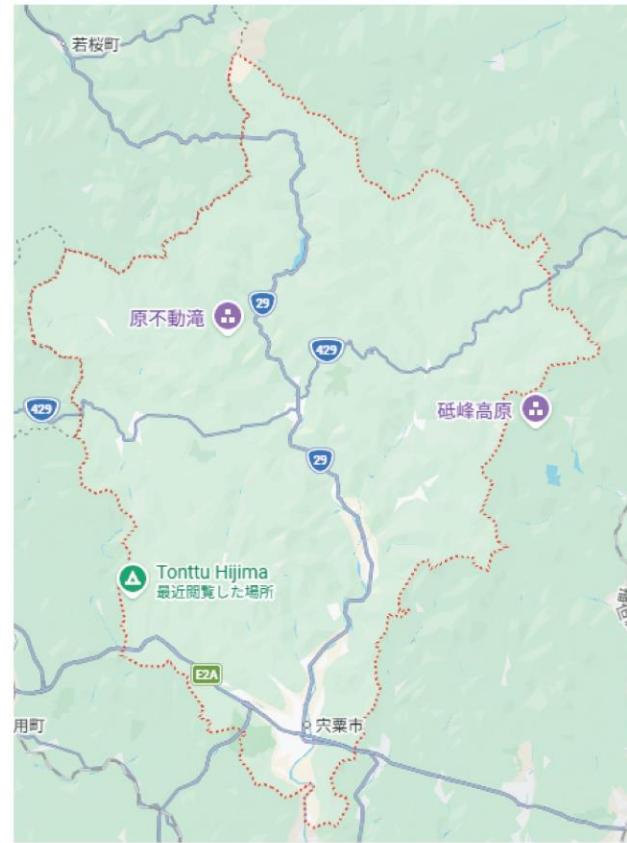 若桜町
29
原不動滝
429
429
砥峰高原
29
Tonttu Hijima
最近閲覧した場所
E2A
用町
宍粟市